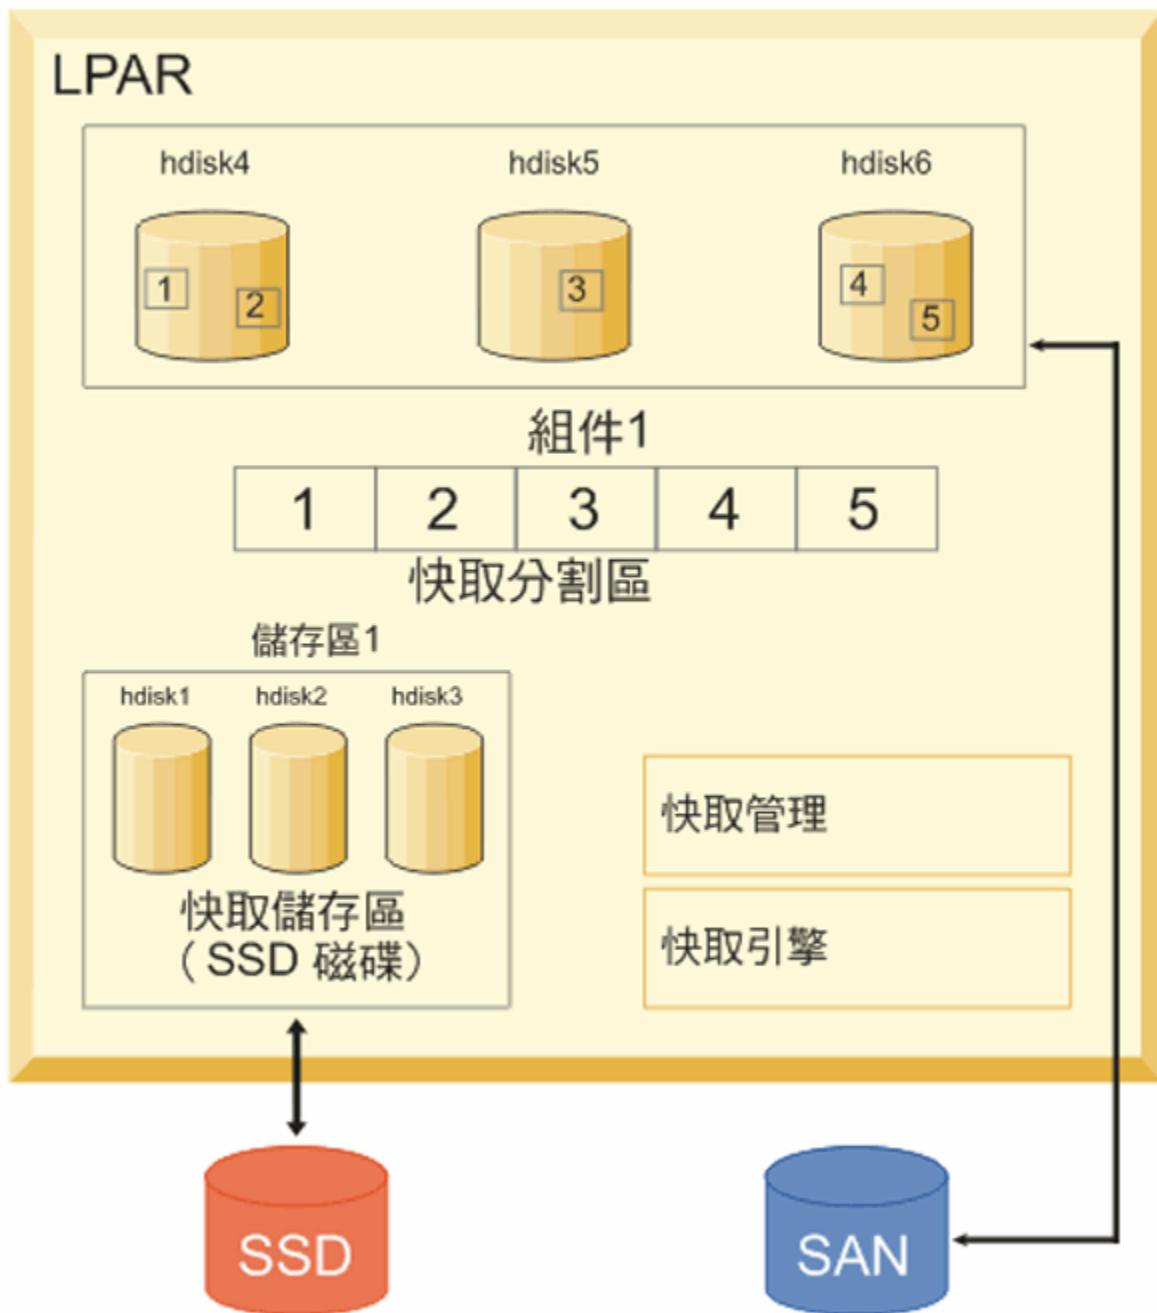 LPAR
hdisk4
hdisk5
hdisk6
1
2
3
4
5
組件1
1 2 3 4 5
快取分割區
儲存區1
hdisk1
hdisk2
hdisk3
快取儲存區
（SSD 磁碟）
快取管理
快取引擎
SSD
SAN